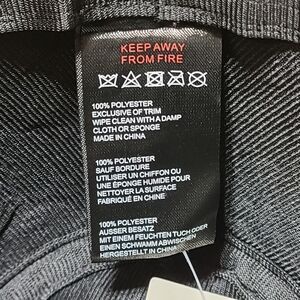 KEEP AWAY
FROM FIRE
100% POLYESTER
EXCLUSIVE OF TRIM
WIPE CLEAN WITH A DAMP
CLOTH OR SPONGE
MADE IN CHINA
100% POLYESTER
SAUF BORDURE
UTILISER UN CHIFFON OU
UNE ÉPONGE HUMIDE POUR
NETTOYER LA SURFACE
FABRIQUÉ EN CHINE
100% POLYESTER
AUSSER BESATZ
MIT EINEM FEUCHTEN TUCH ODER
EINEN SCHWAMM ABWISCHEN
HERGESTELLT IN CHINA